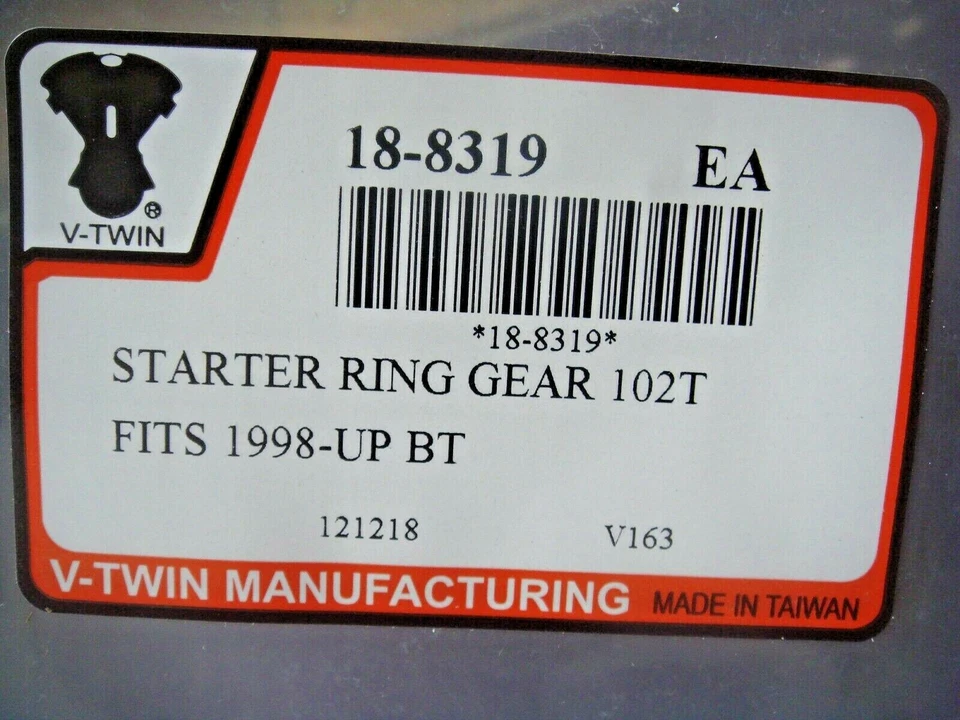 V-TWIN®
18-8319 EA
*18-8319*
STARTER RING GEAR 102T
FITS 1998-UP BT
121218 V163
V-TWIN MANUFACTURING MADE IN TAIWAN